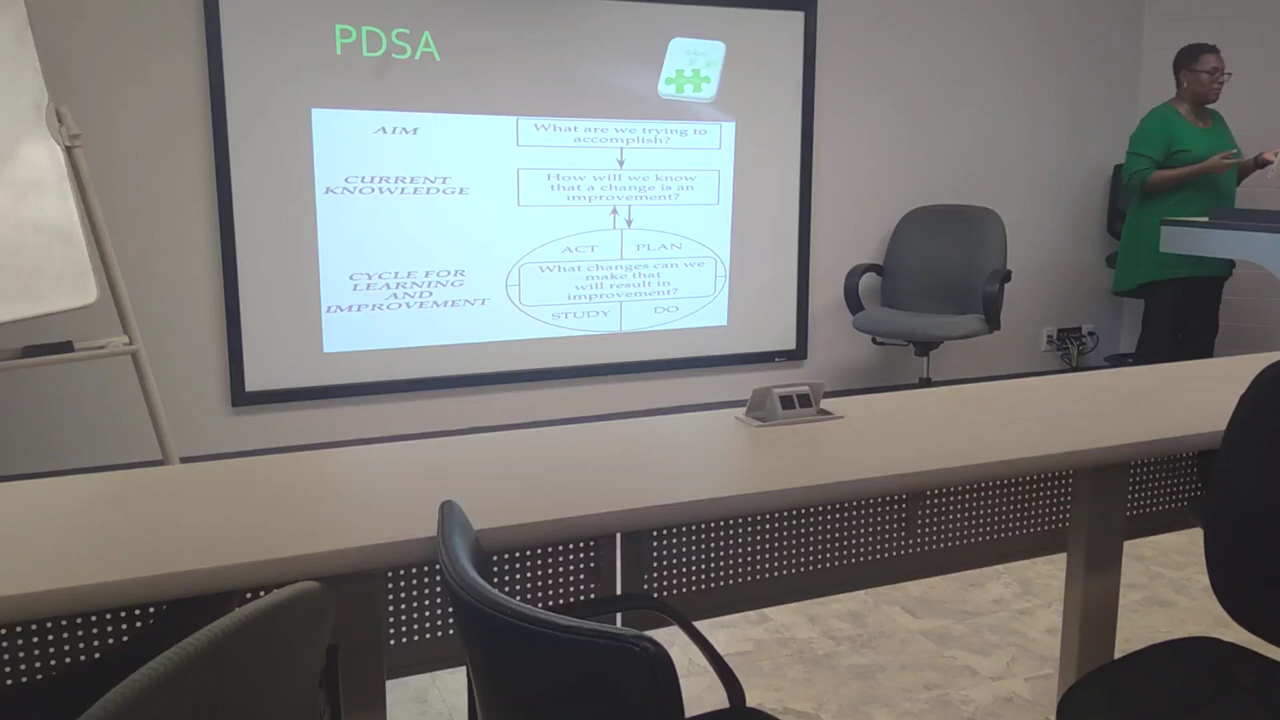 PDSA
AIM
What are we trying to
accomplish?
CURRENT
KNOWLEDGE
How will we know
that a change is an
improvement?
ACT
PLAN
CYCLE FOR
LEARNING
AND
IMPROVEMENT
What changes can we
make that
will result in
improvement?
STUDY
DO